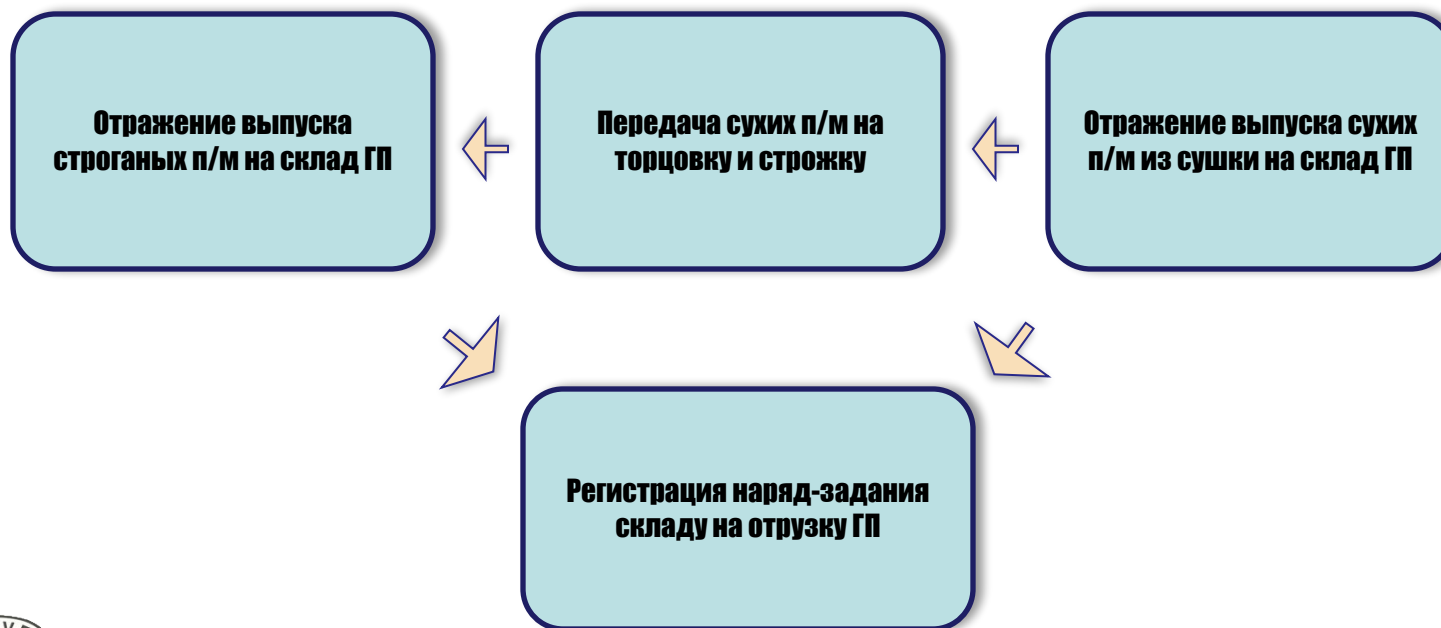 Отражение выпуска
строганых п/м на склад ГП
Передача сухих п/м на
торцовку и строжку
Отражение выпуска сухих
п/м из сушки на склад ГП
Регистрация наряд-задания
складу на отрузку ГП